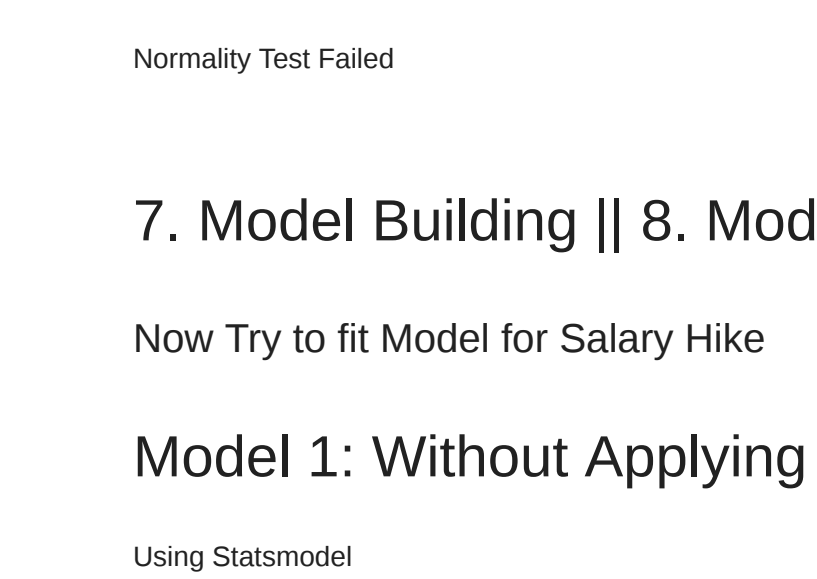 Normality Test Failed
7. Model Building || 8. Mod
Now Try to fit Model for Salary Hike
Model 1: Without Applying
Using Statsmodel